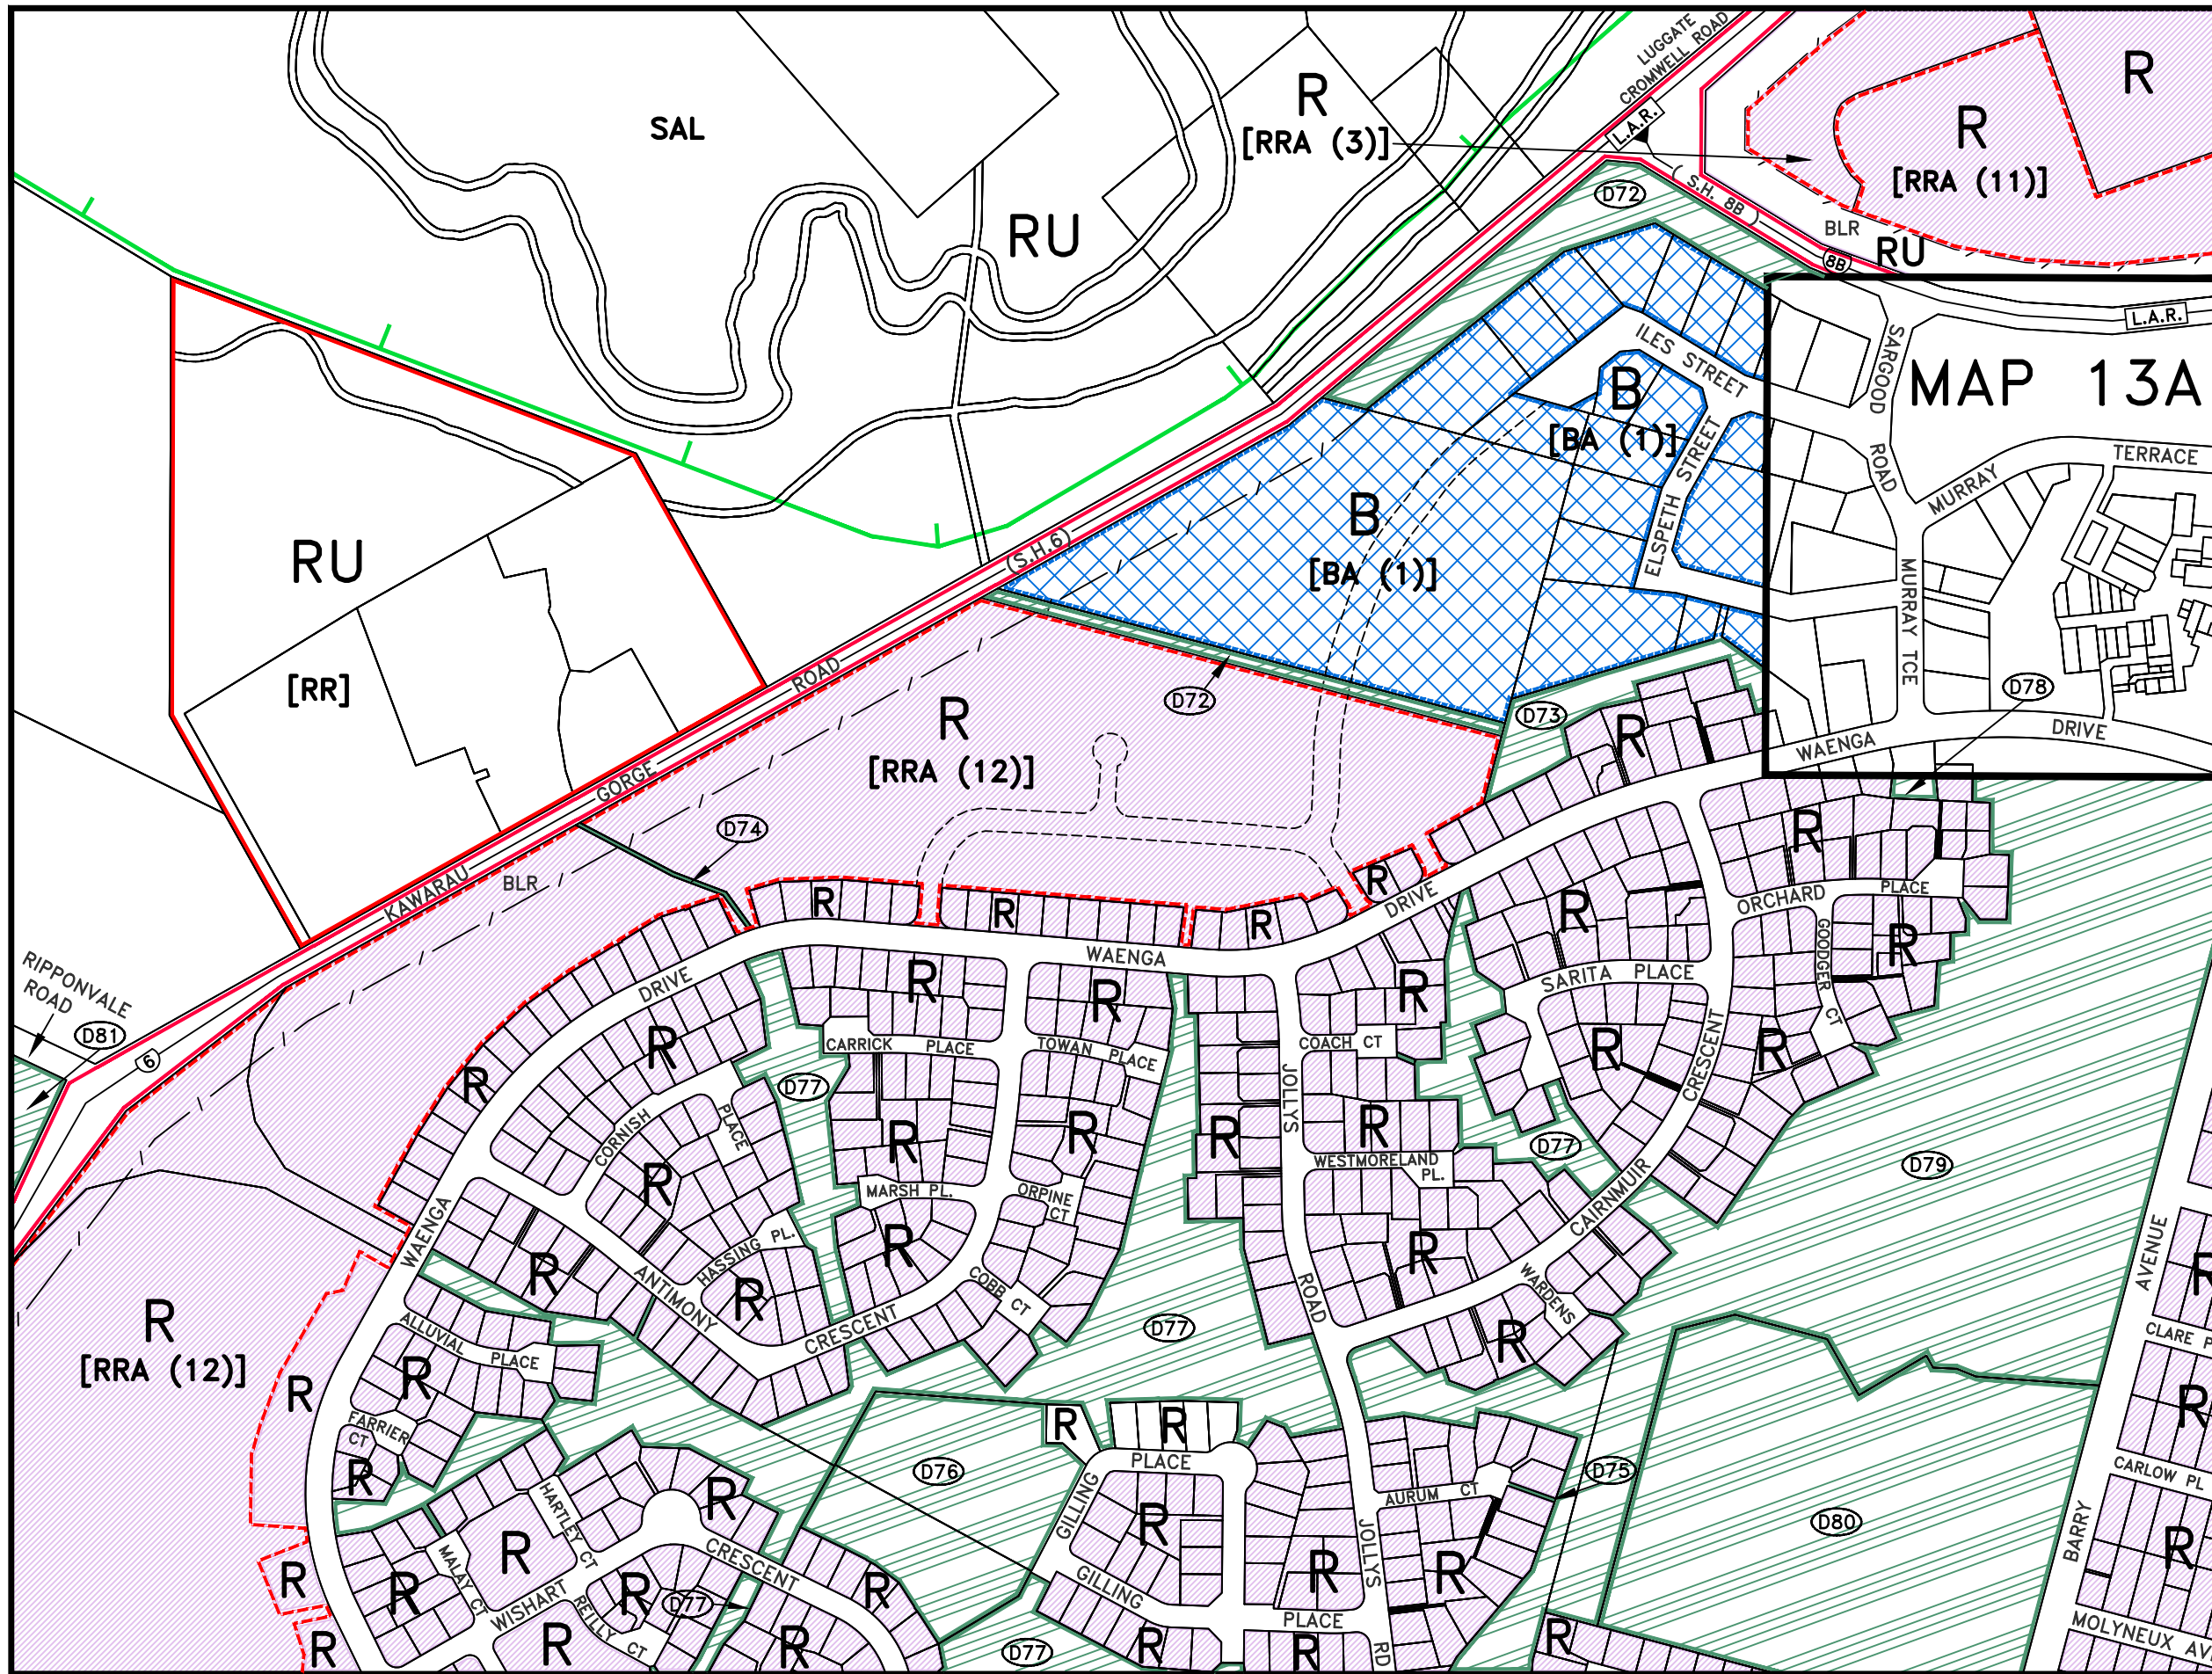 LUGGATE
CROMWELL ROAD
L.A.R.
R
[RRA (3)]
R
[RRA (11)]
R
SAL
RU
D72
( S.H. 8B )
BLR
RU
8B
L.A.R.
MAP 13A
SARGOOD
ROAD
ILES STREET
B
[BA (1)]
ELSPETH STREET
MURRAY
TERRACE
B
[BA (1)]
(S.H.6)
MURRAY TCE
RU
[RR]
ROAD
D72
D73
D78
R
[RRA (12)]
WAENGA
DRIVE
R
GORGE
D74
R
KAWARAU
BLR
R
R
R
R
DRIVE
R
ORCHARD
PLACE
GOODGER
CT
R
WAENGA
R
R
R
DRIVE
SARITA PLACE
RIPPONVALE
ROAD
D81
6
R
R
CARRICK PLACE
TOWAN PLACE
COACH CT
R
R
CRESCENT
D77
JOLLYS
CORNISH
PLACE
R
R
R
R
D77
WESTMORELAND
PL.
D79
R
MARSH PL.
ORPINE
CT
CAIRNMUIR
WAENGA
HASSING PL.
R
R
R
R
ANTIMONY
COBB CT
WARDENS
AVENUE
R
ROAD
CRESCENT
D77
R
R
[RRA (12)]
ALLUVIAL
PLACE
CLARE P
R
R
R
FARRIER
CT
R
R
R
PLACE
D76
D75
CARLOW PL
R
HARTLEY CT
AURUM CT
GILLING
R
D80
BARRY
R
MALAY CT
CRESCENT
JOLLYS
R
R
R
R
R
R
R
GILLING
WISHART
D77
REILLY CT
PLACE
MOLYNEUX AV
R
R
R
R
R
R
RD
D77